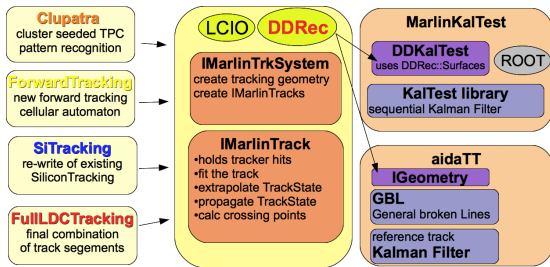 Clupatra
cluster seeded TPC
pattern recognition
ForwardTracking
new forward tracking
cellular automaton
SiTracking
re-write of existing
SiliconTracking
FullLDCTracking
final combination
of track segements
LCIO
DDRec
IMarlinTrkSystem
create tracking geometry
create IMarlinTracks
IMarlinTrack
•holds tracker hits
•fit the track
•extrapolate TrackState
•propagate TrackState
•calc crossing points
MarlinKalTest
DDKalTest
uses DDRec::Surfaces
ROOT
KalTest library
sequential Kalman Filter
aidaTT
IGeometry
GBL
General broken Lines
reference track
Kalman Filter